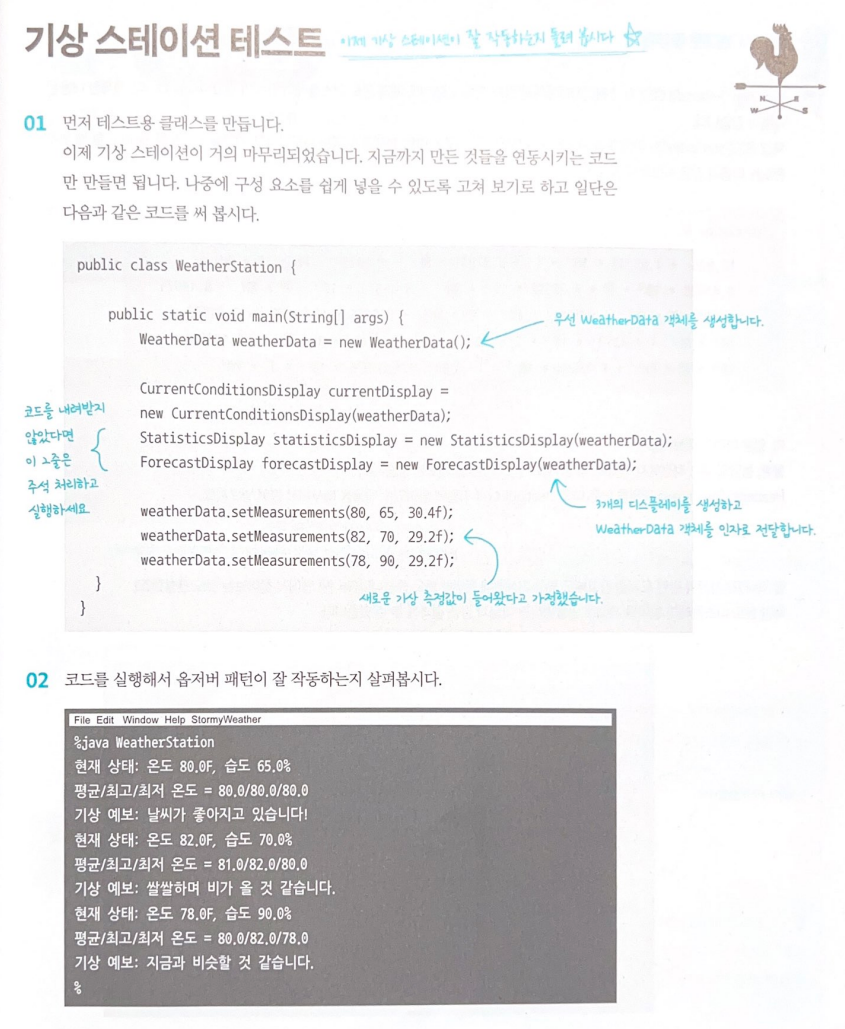 기상 스테이션 테스트 이제 기상 스테이션이 잘 작동하는지 돌려 봅시다
N
E
W
S
01 먼저 테스트용 클래스를 만듭니다.
이제 기상 스테이션이 거의 마무리되었습니다. 지금까지 만든 것들을 연동시키는 코드
만 만들면 됩니다. 나중에 구성 요소를 쉽게 넣을 수 있도록 고쳐 보기로 하고 일단은
다음과 같은 코드를 써 봅시다.
public class WeatherStation {
public static void main(String[] args) {
WeatherData weatherData = new WeatherData();
우선 WeatherData 객체를 생성합니다.
CurrentConditionsDisplay currentDisplay =
new CurrentConditionsDisplay(weatherData);
StatisticsDisplay statisticsDisplay = new StatisticsDisplay(weatherData);
ForecastDisplay forecastDisplay = new ForecastDisplay(weatherData);
코드를 내려받지
않았다면
이 2줄은
주석 처리하고
실행하세요
3개의 디스플레이를 생성하고
WeatherData 객체를 인자로 전달합니다.
weatherData.setMeasurements(80, 65, 30.4f);
weatherData.setMeasurements(82, 70, 29.2f);
weatherData.setMeasurements(78, 90, 29.2f);
}
새로운 가상 측정값이 들어왔다고 가정했습니다.
}
02 코드를 실행해서 옵저버 패턴이 잘 작동하는지 살펴봅시다.
File Edit Window Help StormyWeather
%java WeatherStation
현재 상태: 온도 80.0F, 습도 65.0%
평균/최고/최저 온도 = 80.0/80.0/80.0
기상 예보: 날씨가 좋아지고 있습니다!
현재 상태: 온도 82.0F, 습도 70.0%
평균/최고/최저 온도 = 81.0/82.0/80.0
기상 예보: 쌀쌀하며 비가 올 것 같습니다.
현재 상태: 온도 78.0F, 습도 90.0%
평균/최고/최저 온도 = 80.0/82.0/78.0
기상 예보: 지금과 비슷할 것 같습니다.
%